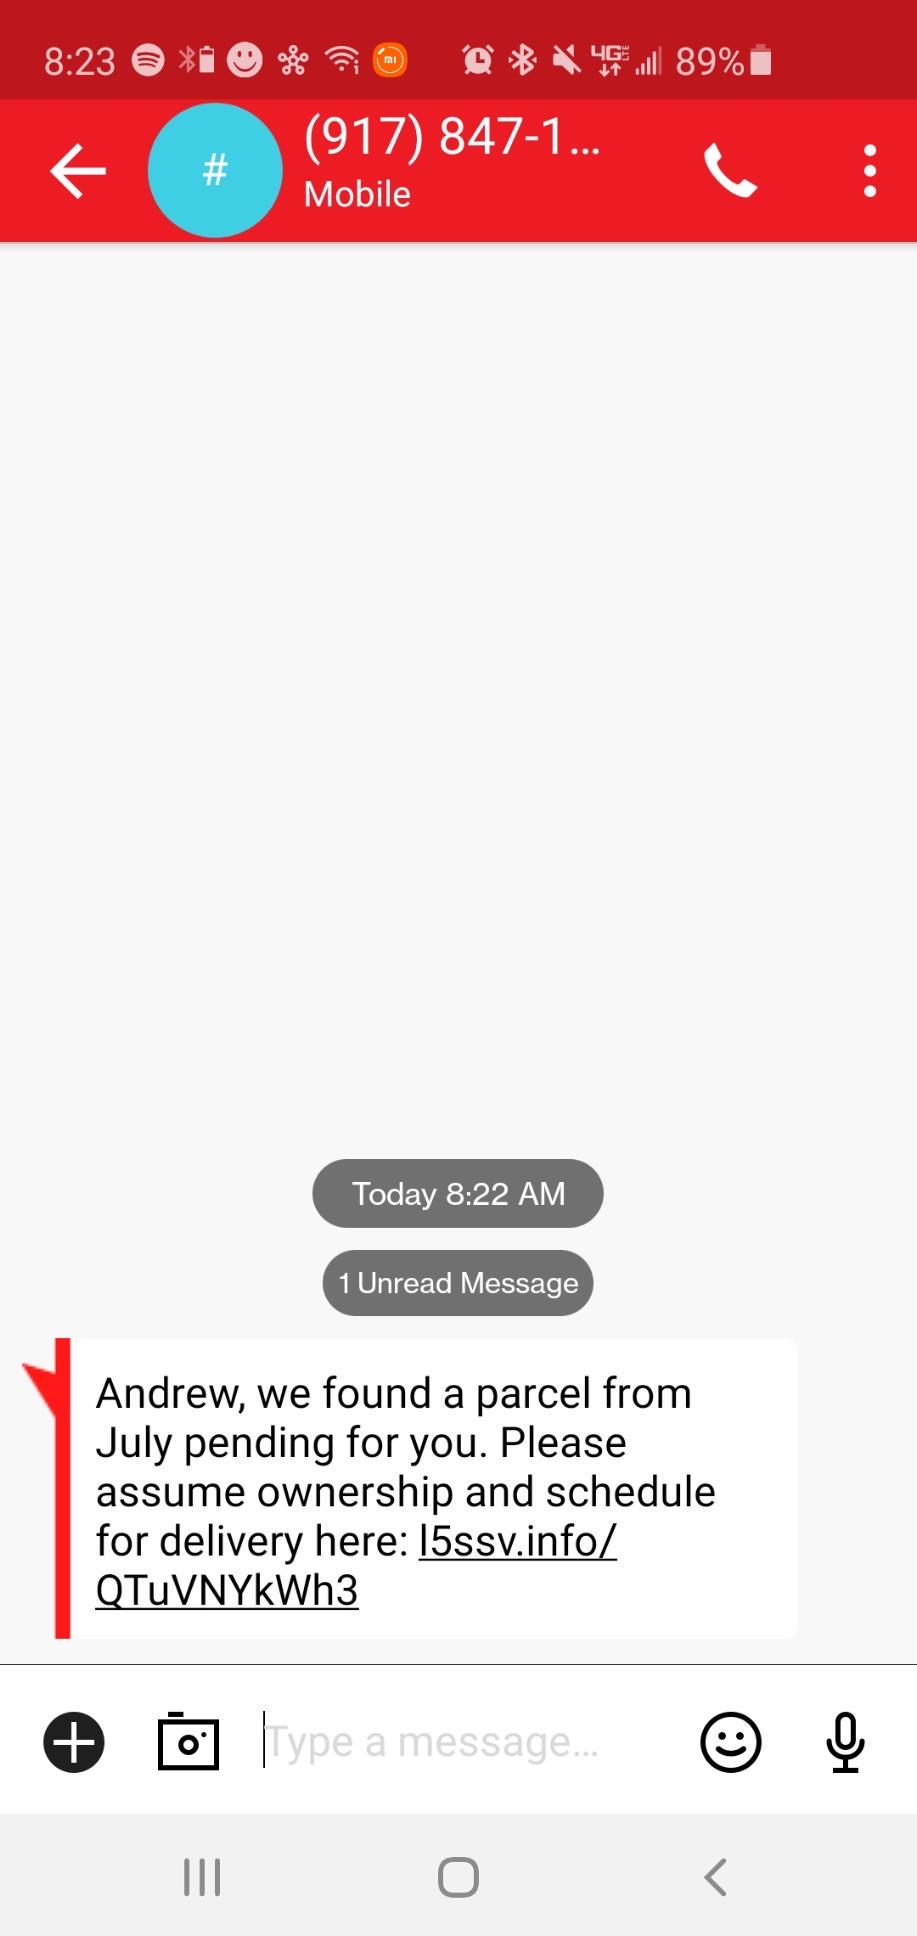 8:23 4G LTE 89%
#
(917) 847-1...
Mobile
Today 8:22 AM
1 Unread Message
Andrew, we found a parcel from
July pending for you. Please
assume ownership and schedule
for delivery here: l5ssv.info/
QTuVNYkWh3
Type a message...